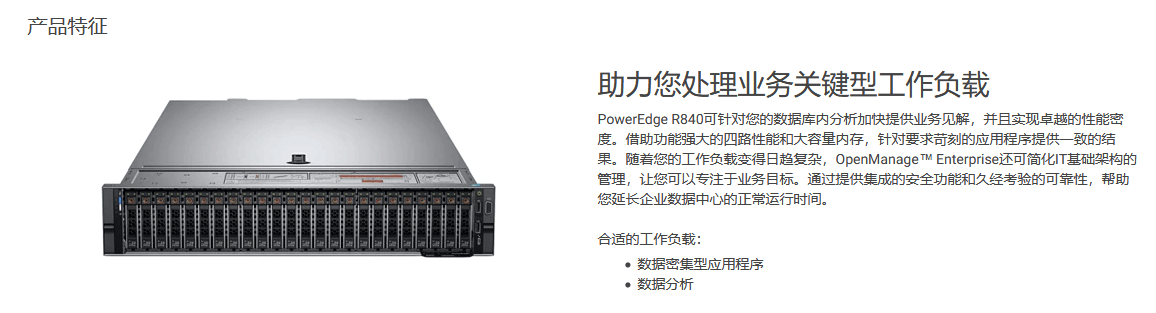 产品特征
助力您处理业务关键型工作负载
PowerEdge R840可针对您的数据库内分析加快提供业务见解，并且实现卓越的性能密
度。借助功能强大的四路性能和大容量内存，针对要求苛刻的应用程序提供一致的结
果。随着您的工作负载变得日趋复杂，OpenManage™ Enterprise还可简化IT基础架构的
管理，让您可以专注于业务目标。通过提供集成的安全功能和久经考验的可靠性，帮助
您延长企业数据中心的正常运行时间。
合适的工作负载：
• 数据密集型应用程序
• 数据分析